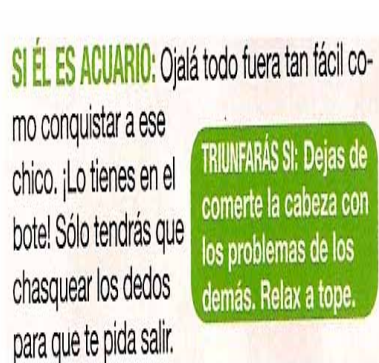 SI ÉL ES ACUARIO: Ojalá todo fuera tan fácil co-
mo conquistar a ese
chico. ¡Lo tienes en el
bote! Sólo tendrás que
chasquear los dedos
para que te pida salir.
TRIUNFARÁS SI: Dejas de
comerte la cabeza con
los problemas de los
demás. Relax a tope.